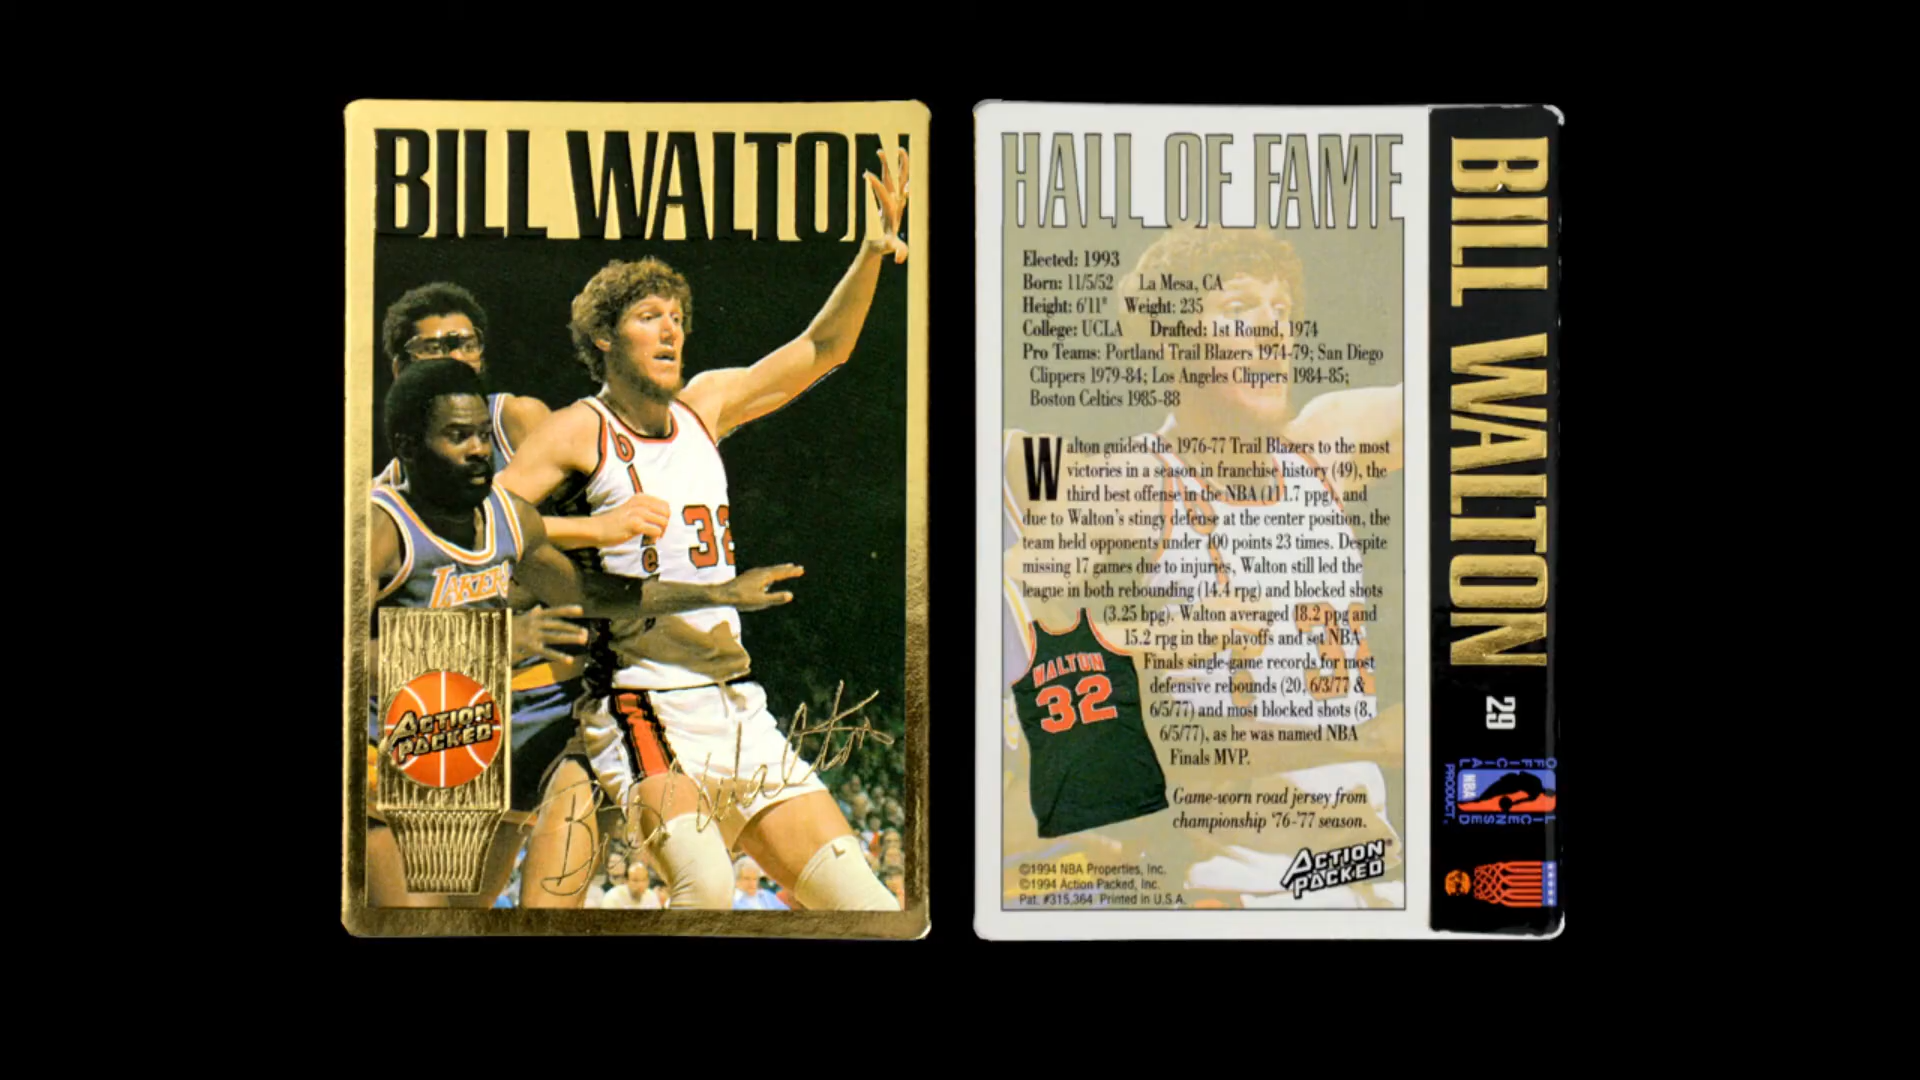 BILL WALTON
blazer
32
LAKERS
BASKETBALL
ACTION
PACKED
Bill Walton
HALL OF FAME
Elected: 1993
Born: 11/5/52 La Mesa, CA
Height: 6'11" Weight: 235
College: UCLA Drafted: 1st Round, 1974
Pro Teams: Portland Trail Blazers 1974-79; San Diego
Clippers 1979-84; Los Angeles Clippers 1984-85;
Boston Celtics 1985-88
Walton guided the 1976-77 Trail Blazers to the most
victories in a season in franchise history (49), the
third best offense in the NBA (111.7 ppg), and
due to Walton's stingy defense at the center position, the
team held opponents under 100 points 23 times. Despite
missing 17 games due to injuries, Walton still led the
league in both rebounding (14.4 rpg) and blocked shots
(3.25 bpg). Walton averaged 18.2 ppg and
15.2 rpg in the playoffs and set NBA
Finals single-game records for most
defensive rebounds (20, 6/3/77 &
6/5/77) and most blocked shots (8,
6/5/77), as he was named NBA
Finals MVP.
WALTON
32
Game-worn road jersey from
championship '76-'77 season.
©1994 NBA Properties, Inc.
©1994 Action Packed, Inc.
Pat. #315,364 Printed in U.S.A.
ACTION
PACKED®
BILL WALTON
29
OFFICIAL
NBA
LICENSED
PRODUCT